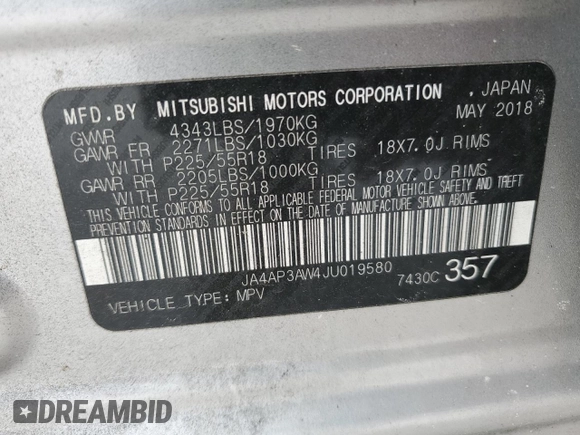 MFD.BY MITSUBISHI MOTORS CORPORATION . JAPAN
GVWR 4343LBS/1970KG MAY 2018
GAWR FR 2271LBS/1030KG
WITH P225/55R18 TIRES 18X7.0J RIMS
GAWR RR 2205LBS/1000KG
WITH P225/55R18 TIRES 18X7.0J RIMS
THIS VEHICLE CONFORMS TO ALL APPLICABLE FEDERAL MOTOR VEHICLE SAFETY AND THEFT
PREVENTION STANDARDS IN EFFECT ON THE DATE OF MANUFACTURE SHOWN ABOVE.
JA4AP3AW4JU019580 7430C 357
VEHICLE TYPE: MPV
DREAMBID